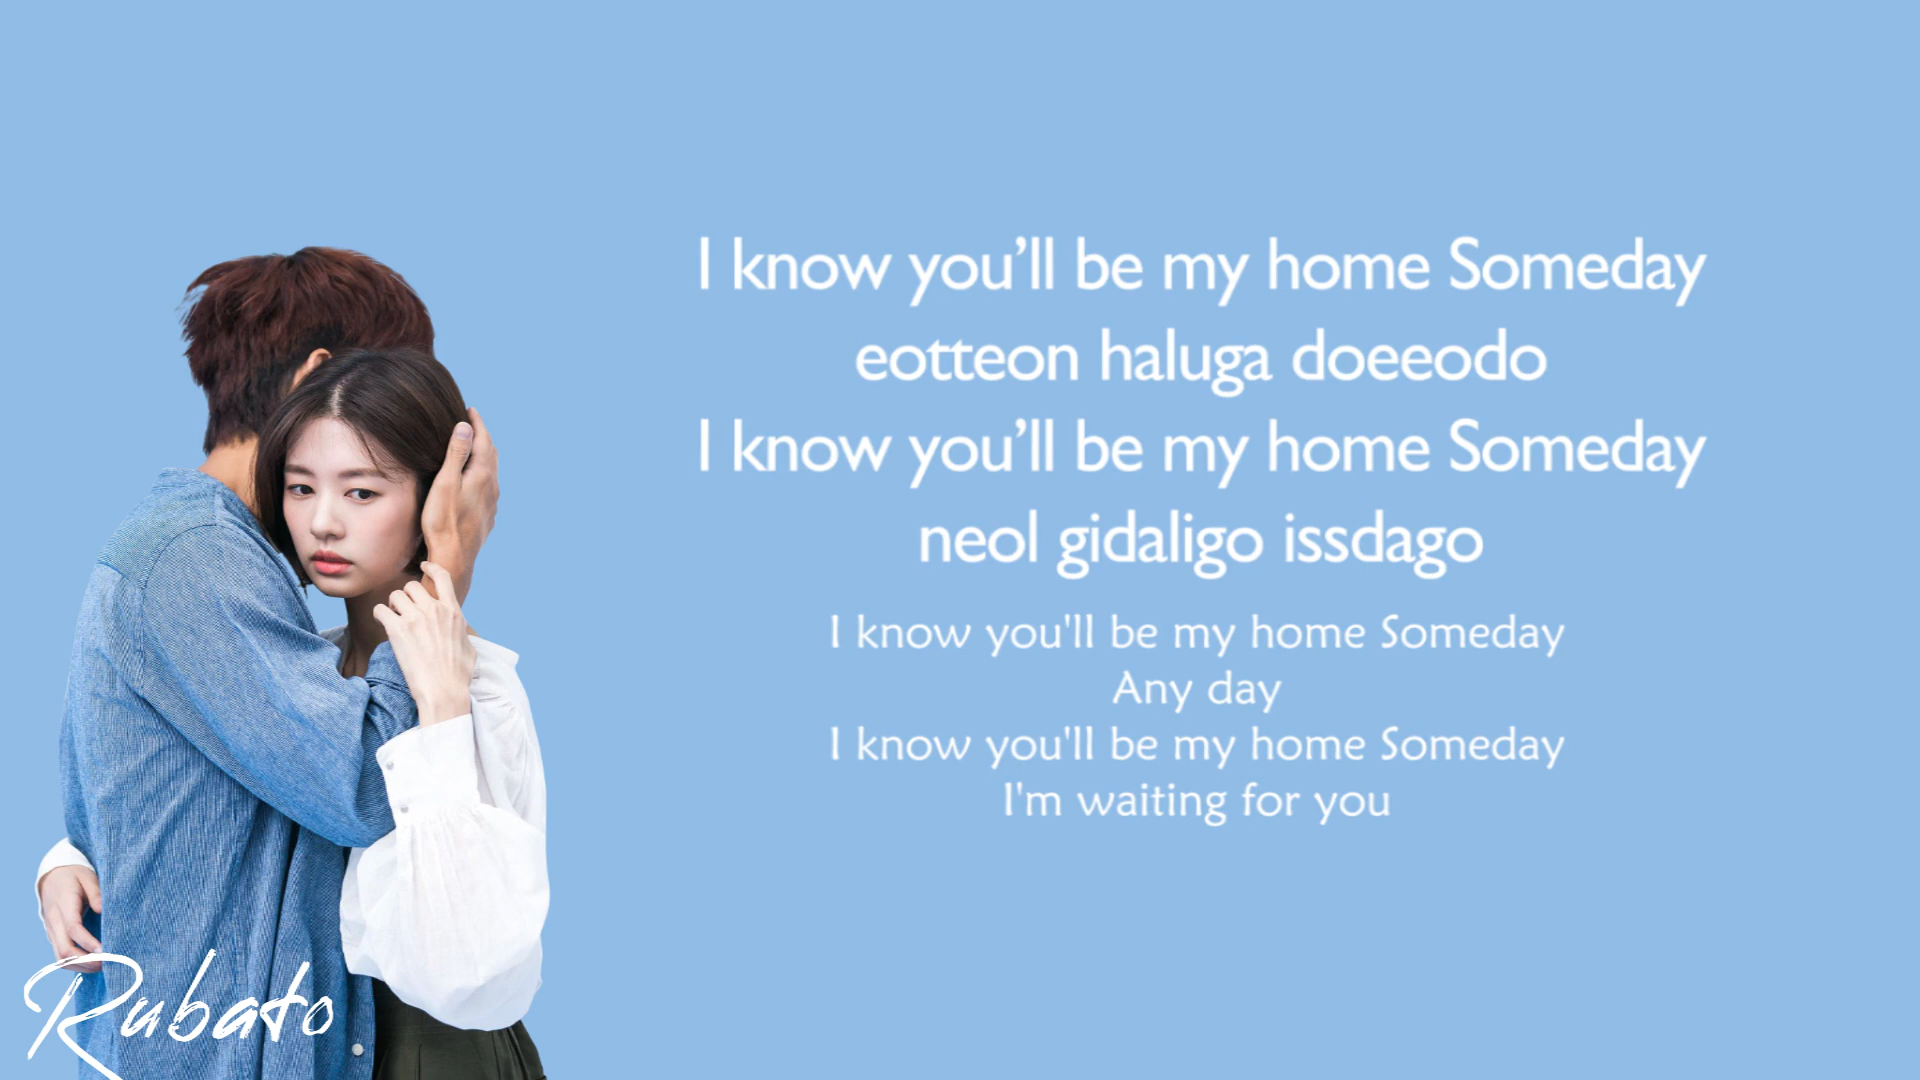 I know you’ll be my home Someday
eotteon haluga doeeodo
I know you’ll be my home Someday
neol gidaligo issdago
I know you'll be my home Someday
Any day
I know you'll be my home Someday
I'm waiting for you
Rubato